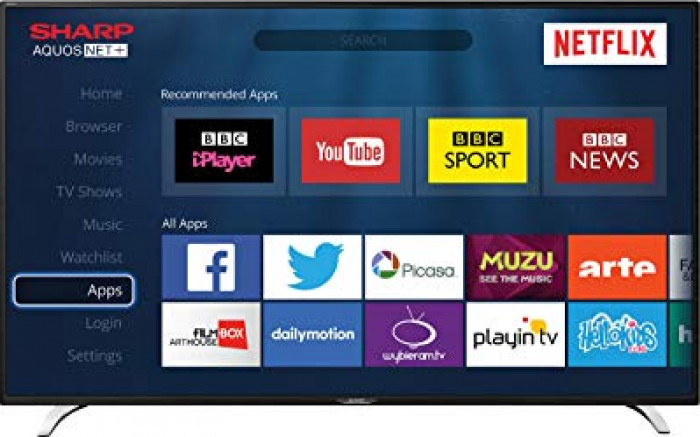 SHARP
AQUOS NET+
SEARCH
NETFLIX
Home
Browser
Movies
TV Shows
Music
Watchlist
Apps
Login
Settings
Recommended Apps
BBC
iPlayer
YouTube
BBC
SPORT
BBC
NEWS
All Apps
Picasa
MUZU
SEE THE MUSIC
arte
FILMBOX
ARTHOUSE
dailymotion
wybieram.tv
playin tv
Hellokids